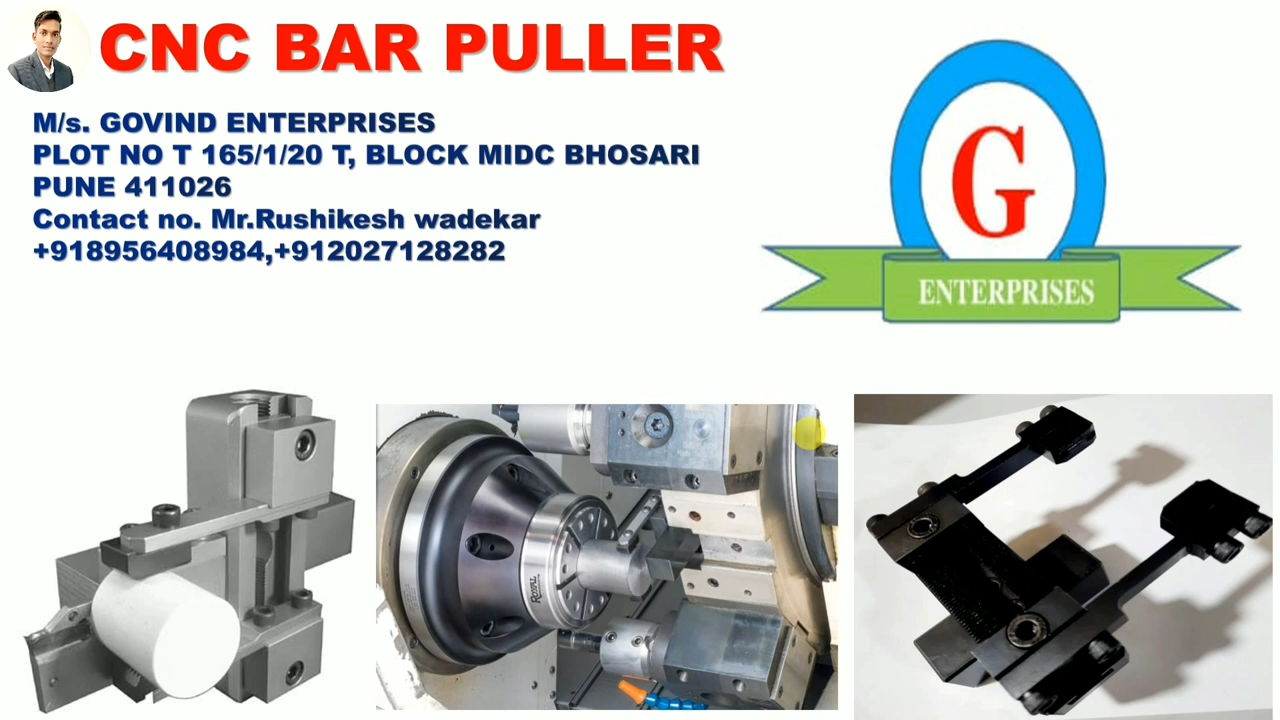 CNC BAR PULLER
M/s. GOVIND ENTERPRISES
PLOT NO T 165/1/20 T, BLOCK MIDC BHOSARI
PUNE 411026
Contact no. Mr.Rushikesh wadekar
+918956408984,+912027128282
G
ENTERPRISES
ROYAL